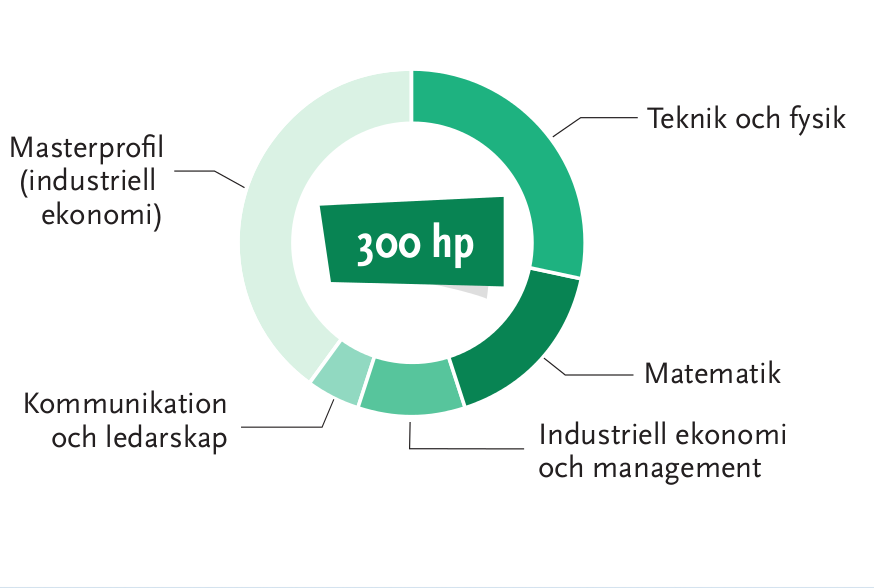 Teknik och fysik
Masterprofil
(industriell
ekonomi)
300 hp
Matematik
Kommunikation
och ledarskap
Industriell ekonomi
och management